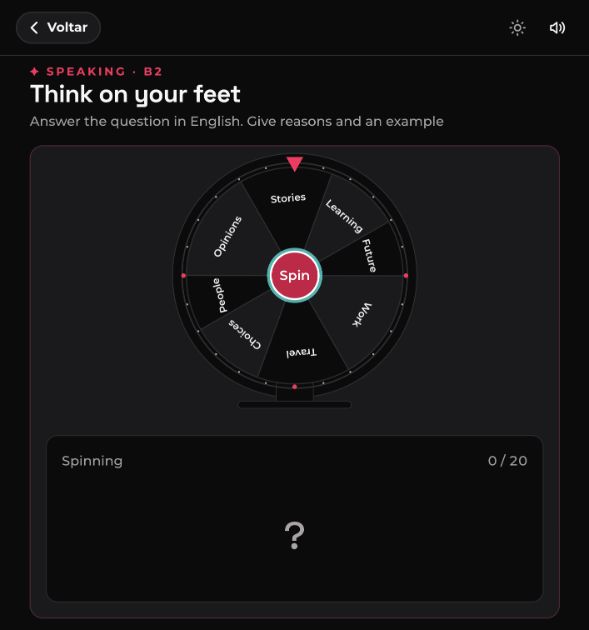 Voltar
✦ SPEAKING · B2
Think on your feet
Answer the question in English. Give reasons and an example
Stories
Learning
Future
Work
Travel
Choices
People
Opinions
Spin
Spinning
0 / 20
?